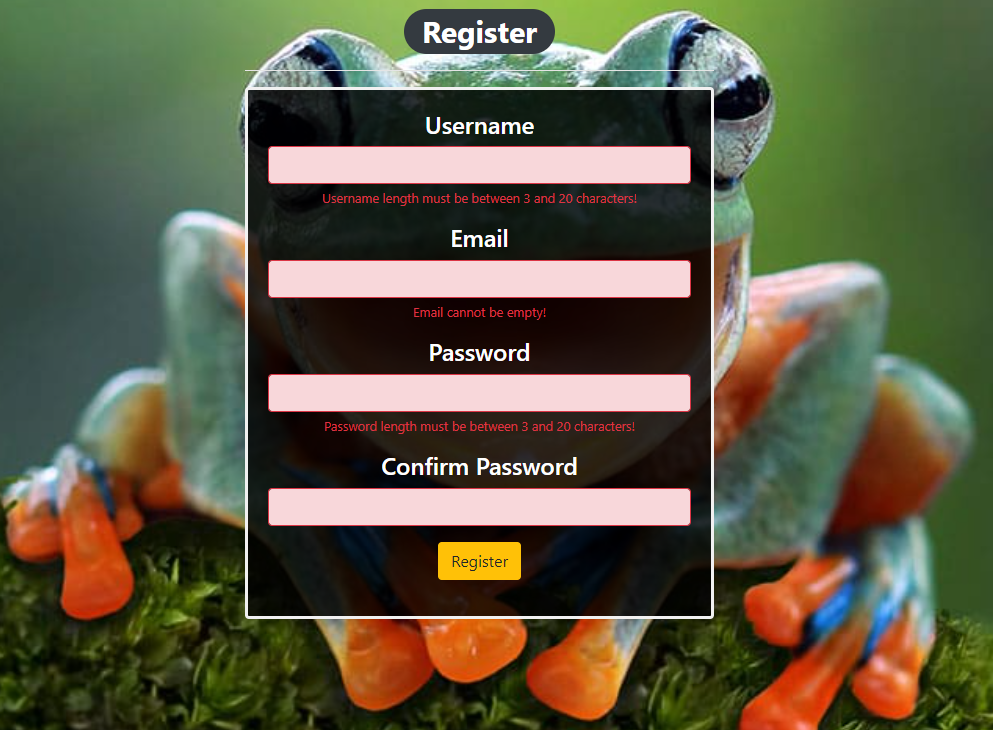 Register
Username
Username length must be between 3 and 20 characters!
Email
Email cannot be empty!
Password
Password length must be between 3 and 20 characters!
Confirm Password
Register